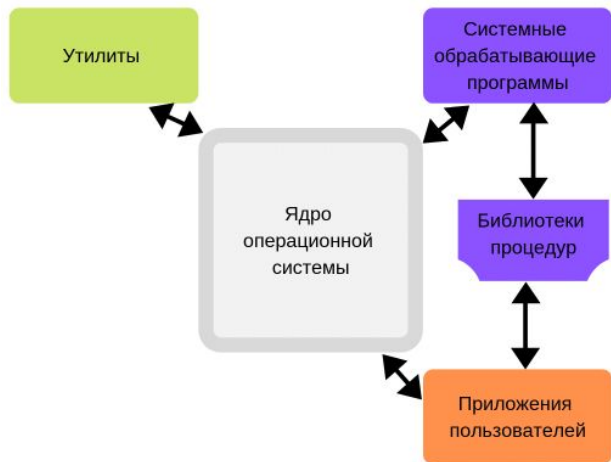 Утилиты
Системные
обрабатывающие
программы
Ядро
операционной
системы
Библиотеки
процедур
Приложения
пользователей